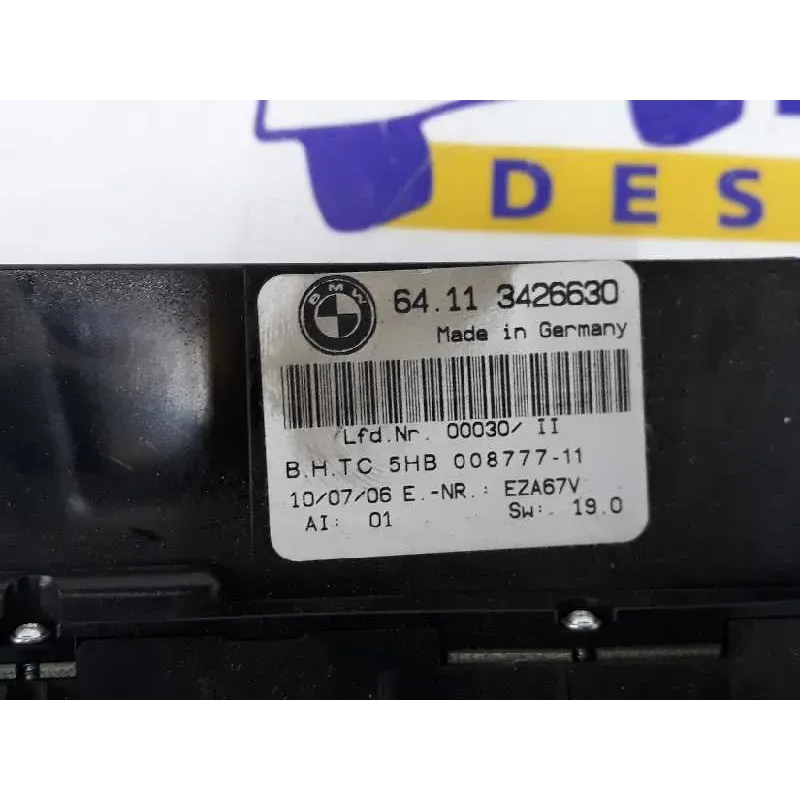 DES
BMW
64.11 3426630
Made in Germany
Lfd.Nr. 00030/ II
B.H.TC 5HB 008777-11
10/07/06 E.-NR.: EZA67V
AI: 01 Sw: 19.0